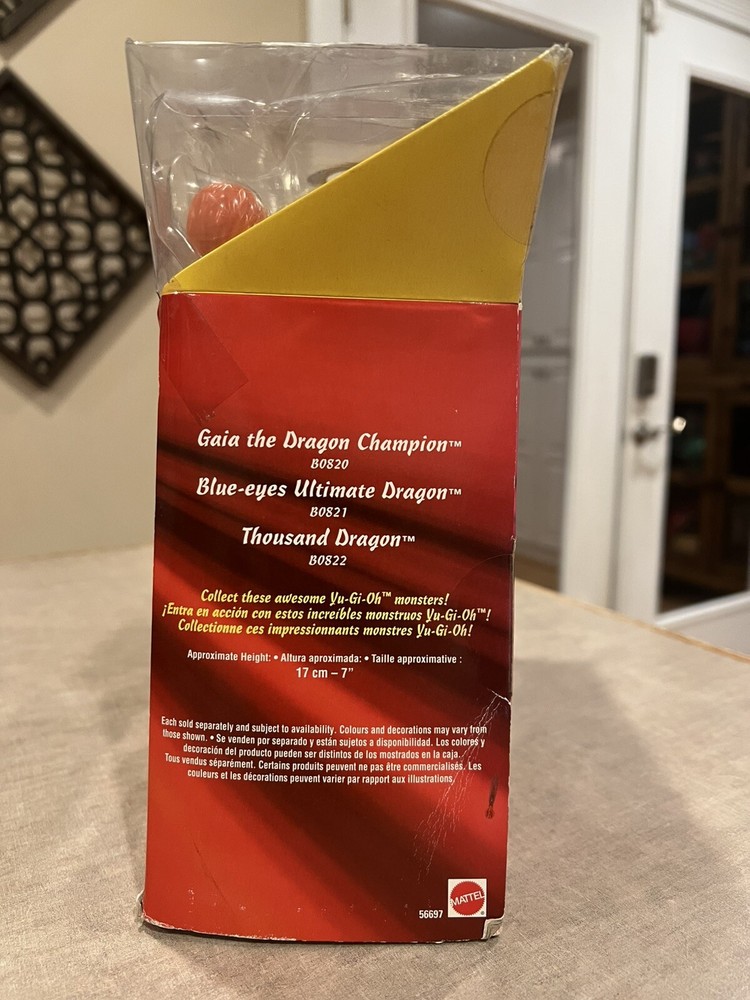 Gaia the Dragon Champion™
B0820
Blue-eyes Ultimate Dragon™
B0821
Thousand Dragon™
B0822
Collect these awesome Yu-Gi-Oh™ monsters!
¡Entra en acción con estos increíbles monstruos Yu-Gi-Oh™!
Collectionne ces impressionnants monstres Yu-Gi-Oh!
Approximate Height: • Altura aproximada: • Taille approximative :
17 cm – 7"
Each sold separately and subject to availability. Colours and decorations may vary from
those shown. • Se venden por separado y están sujetos a disponibilidad. Los colores y
decoración del producto pueden ser distintos de los mostrados en la caja.
Tous vendus séparément. Certains produits peuvent ne pas être commercialisés. Les
couleurs et les décorations peuvent varier par rapport aux illustrations.
56697
MATTEL®